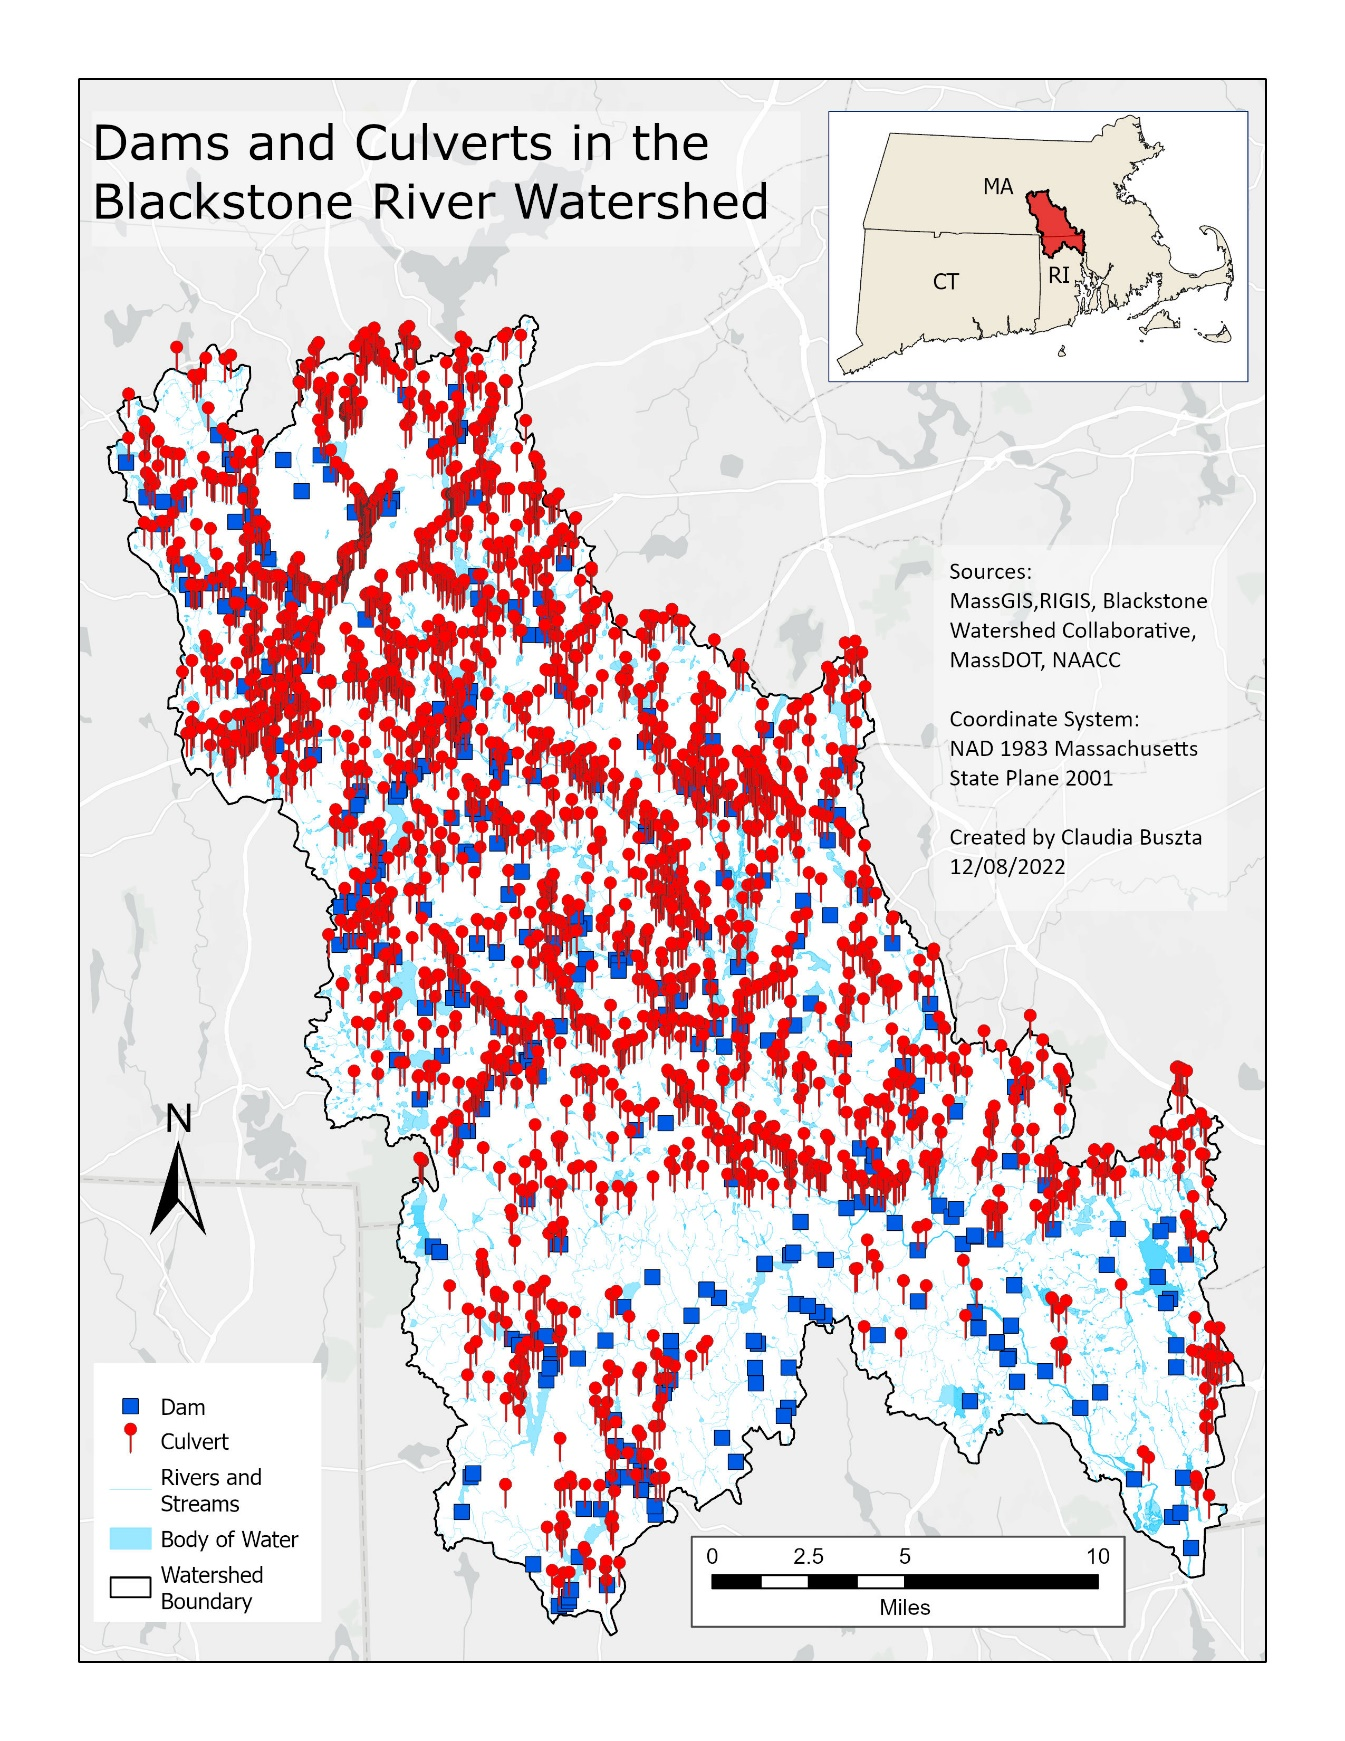 Dams and Culverts in the
Blackstone River Watershed
MA
CT
RI
Sources:
MassGIS,RIGIS, Blackstone
Watershed Collaborative,
MassDOT, NAACC
Coordinate System:
NAD 1983 Massachusetts
State Plane 2001
Created by Claudia Buszta
12/08/2022
N
Dam
Culvert
Rivers and
Streams
Body of Water
Watershed
Boundary
0 2.5 5 10
Miles